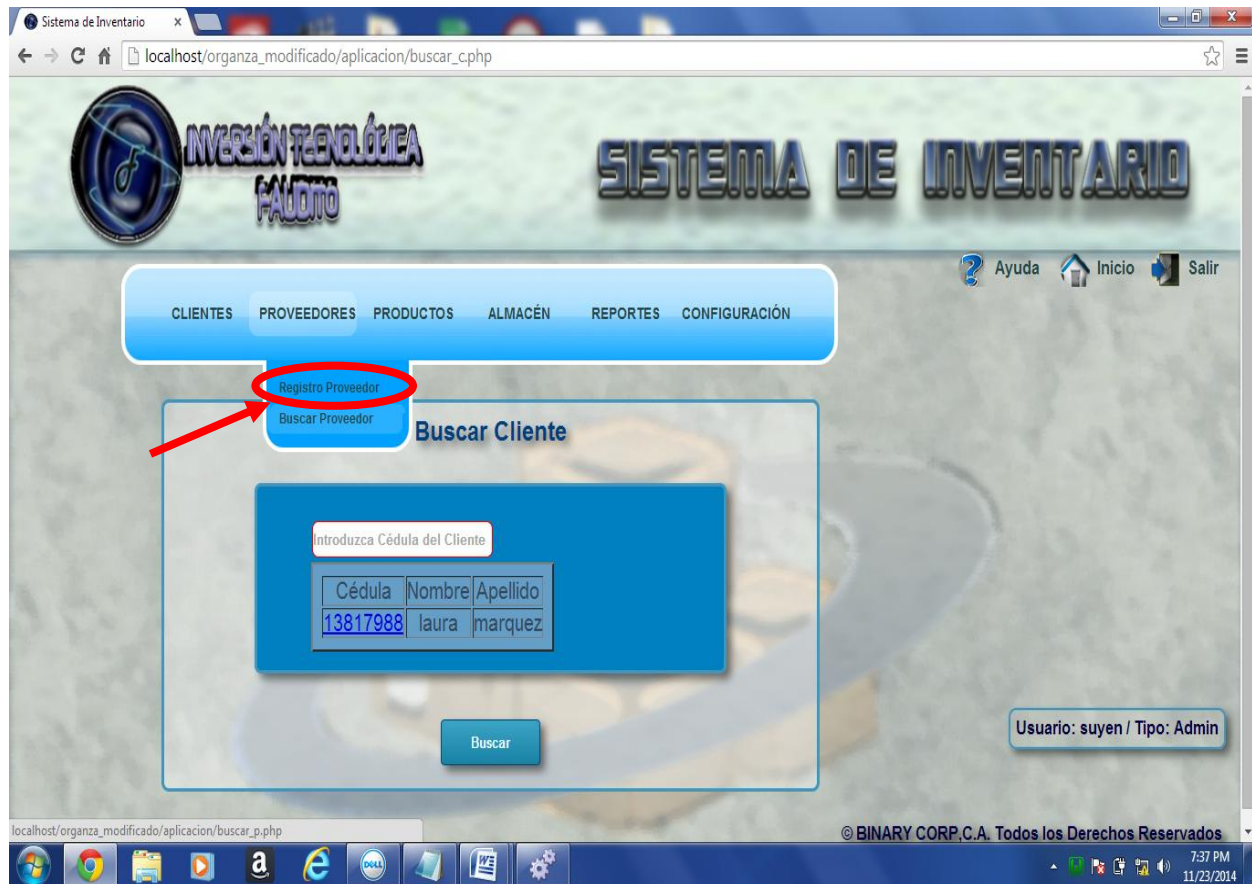 Sistema de Inventario
localhost/organza_modificado/aplicacion/buscar_c.php
INVERSIÓN TECNOLÓGICA
F-AUDITO
SISTEMA DE INVENTARIO
Ayuda Inicio Salir
CLIENTES PROVEEDORES PRODUCTOS ALMACÉN REPORTES CONFIGURACIÓN
Registro Proveedor
Buscar Proveedor
Buscar Cliente
Introduzca Cédula del Cliente
Cédula Nombre Apellido
13817988 laura marquez
Buscar
Usuario: suyen / Tipo: Admin
localhost/organza_modificado/aplicacion/buscar_p.php
© BINARY CORP,C.A. Todos los Derechos Reservados
7:37 PM
11/23/2014